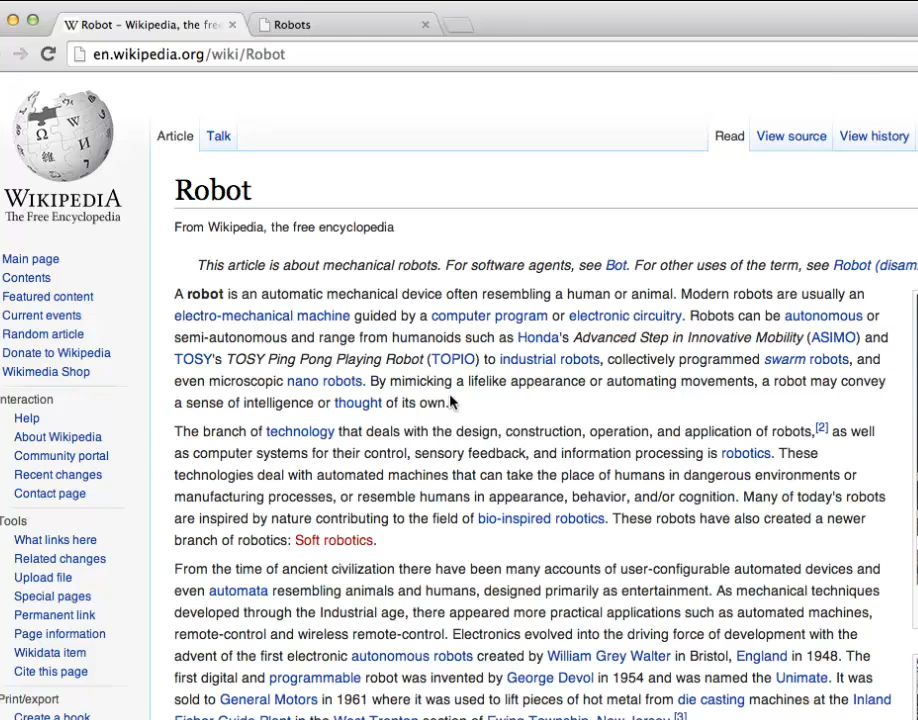 Robot – Wikipedia, the fre
Robots
en.wikipedia.org/wiki/Robot
WIKIPEDIA
The Free Encyclopedia
Article Talk Read View source View history
Robot
From Wikipedia, the free encyclopedia
This article is about mechanical robots. For software agents, see Bot. For other uses of the term, see Robot (disam
A robot is an automatic mechanical device often resembling a human or animal. Modern robots are usually an
electro-mechanical machine guided by a computer program or electronic circuitry. Robots can be autonomous or
semi-autonomous and range from humanoids such as Honda's Advanced Step in Innovative Mobility (ASIMO) and
TOSY's TOSY Ping Pong Playing Robot (TOPIO) to industrial robots, collectively programmed swarm robots, and
even microscopic nano robots. By mimicking a lifelike appearance or automating movements, a robot may convey
a sense of intelligence or thought of its own.
The branch of technology that deals with the design, construction, operation, and application of robots,[2] as well
as computer systems for their control, sensory feedback, and information processing is robotics. These
technologies deal with automated machines that can take the place of humans in dangerous environments or
manufacturing processes, or resemble humans in appearance, behavior, and/or cognition. Many of today's robots
are inspired by nature contributing to the field of bio-inspired robotics. These robots have also created a newer
branch of robotics: Soft robotics.
From the time of ancient civilization there have been many accounts of user-configurable automated devices and
even automata resembling animals and humans, designed primarily as entertainment. As mechanical techniques
developed through the Industrial age, there appeared more practical applications such as automated machines,
remote-control and wireless remote-control. Electronics evolved into the driving force of development with the
advent of the first electronic autonomous robots created by William Grey Walter in Bristol, England in 1948. The
first digital and programmable robot was invented by George Devol in 1954 and was named the Unimate. It was
sold to General Motors in 1961 where it was used to lift pieces of hot metal from die casting machines at the Inland
Fisher Guide Plant in the West Trenton section of Ewing Township, New Jersey.[3]
Main page
Contents
Featured content
Current events
Random article
Donate to Wikipedia
Wikimedia Shop
nteraction
Help
About Wikipedia
Community portal
Recent changes
Contact page
Tools
What links here
Related changes
Upload file
Special pages
Permanent link
Page information
Wikidata item
Cite this page
Print/export
Create a book